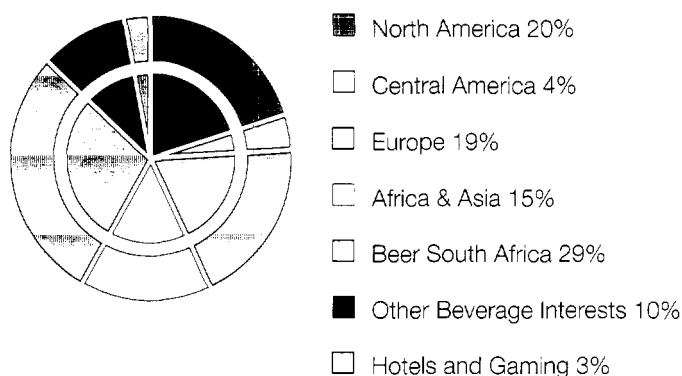 North America 20%
Central America 4%
Europe 19%
Africa & Asia 15%
Beer South Africa 29%
Other Beverage Interests 10%
Hotels and Gaming 3%